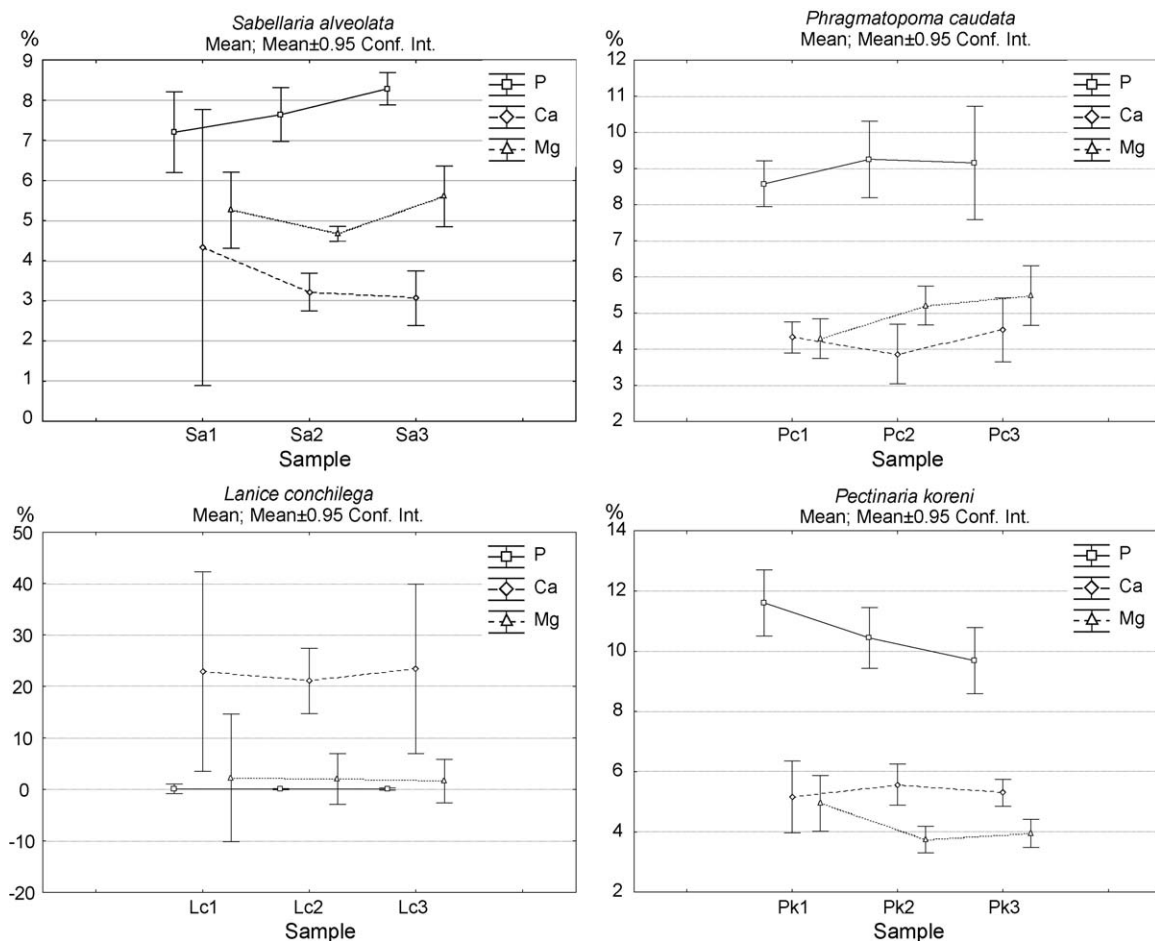 Sabellaria alveolata
Mean; Mean±0.95 Conf. Int.
%
9
8
7
6
5
4
3
2
1
0
P
Ca
Mg
Sa1 Sa2 Sa3
Sample
Phragmatopoma caudata
Mean; Mean±0.95 Conf. Int.
%
12
11
10
9
8
7
6
5
4
3
2
P
Ca
Mg
Pc1 Pc2 Pc3
Sample
Lanice conchilega
Mean; Mean±0.95 Conf. Int.
%
50
40
30
20
10
0
-10
-20
P
Ca
Mg
Lc1 Lc2 Lc3
Sample
Pectinaria koreni
Mean; Mean±0.95 Conf. Int.
%
14
12
10
8
6
4
2
P
Ca
Mg
Pk1 Pk2 Pk3
Sample